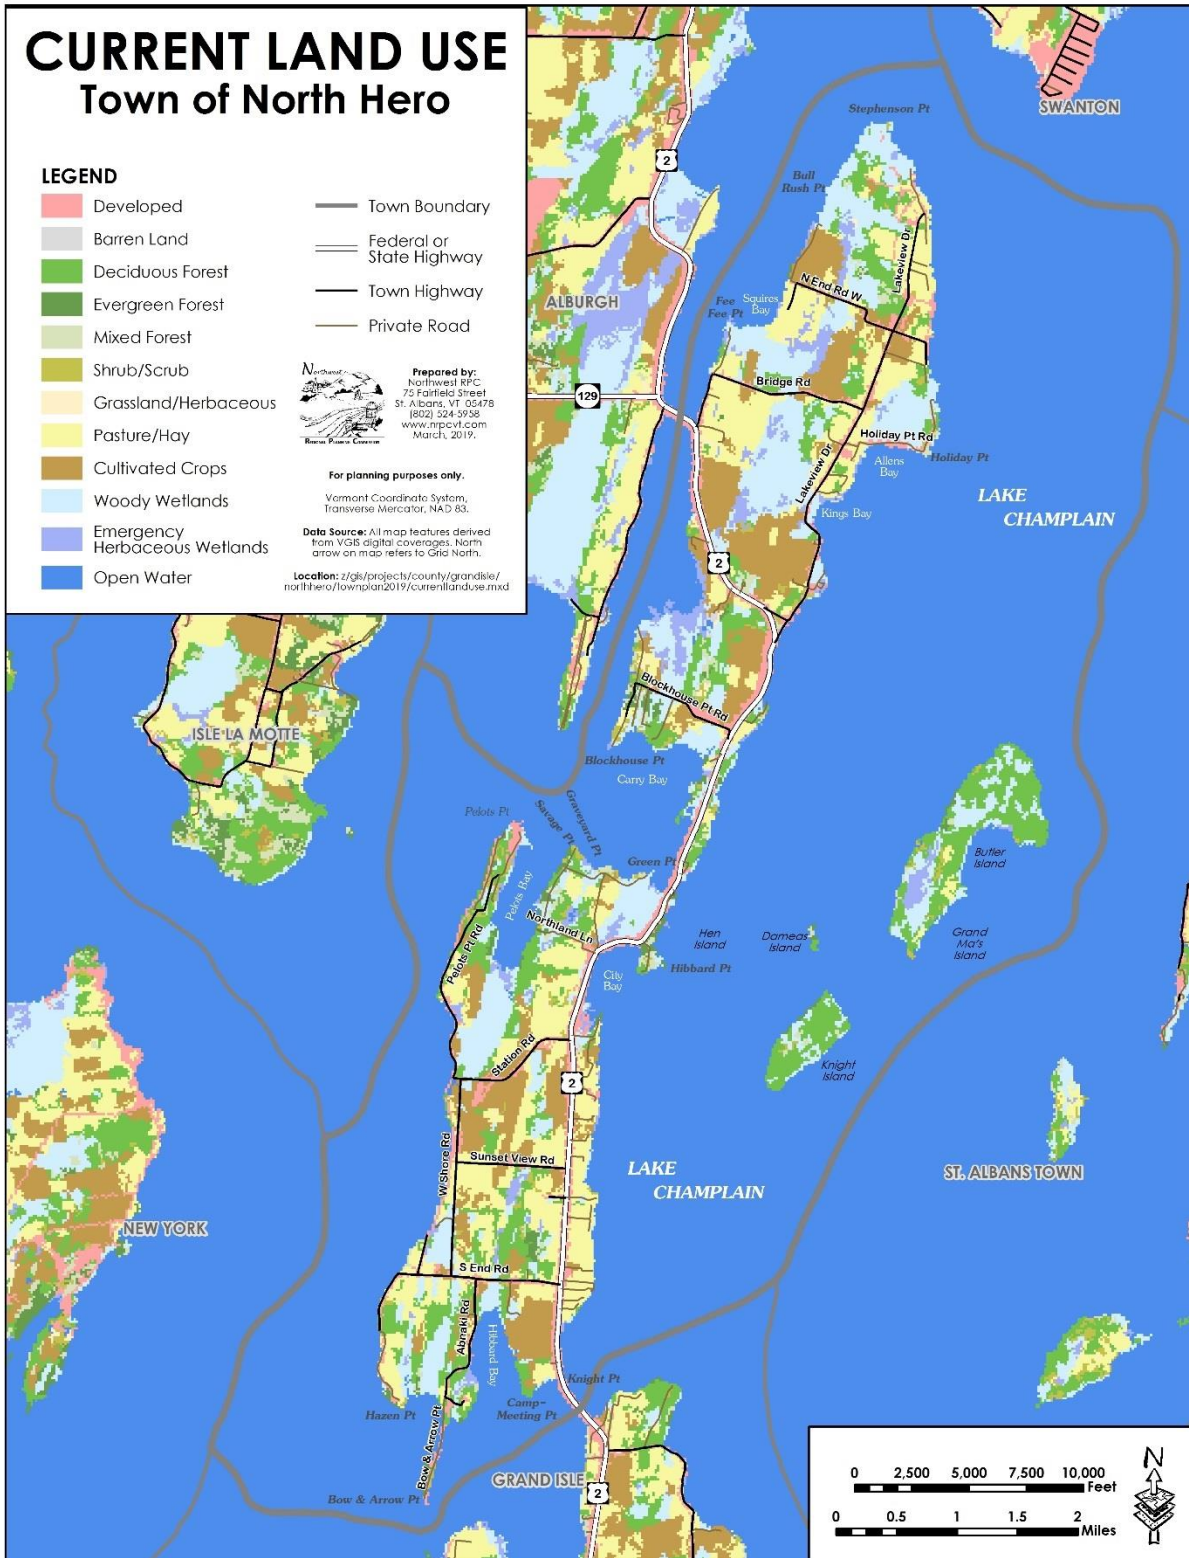 CURRENT LAND USE
Town of North Hero
LEGEND
Developed
Barren Land
Deciduous Forest
Evergreen Forest
Mixed Forest
Shrub/Scrub
Grassland/Herbaceous
Pasture/Hay
Cultivated Crops
Woody Wetlands
Emergency
Herbaceous Wetlands
Open Water
Town Boundary
Federal or
State Highway
Town Highway
Private Road
Northwest
Regional Planning Commission
Prepared by:
Northwest RPC
75 Fairfield Street
St. Albans, VT 05478
(802) 524-5958
www.nrpcvt.com
March, 2019.
For planning purposes only.
Vermont Coordinate System,
Transverse Mercator, NAD 83.
Data Source: All map features derived
from VGIS digital coverages. North
arrow on map refers to Grid North.
Location: z/gis/projects/county/grandisle/
northhero/townplan2019/currentlanduse.mxd
SWANTON
Stephenson Pt
2
Bull
Rush Pt
Lakeview Dr
N End Rd W
ALBURGH
Squires
Bay
Fee
Fee Pt
129
Bridge Rd
Holiday Pt Rd
Holiday Pt
Allens
Bay
Lakeview Dr
Kings Bay
LAKE
CHAMPLAIN
2
Blockhouse Pt Rd
ISLE LA MOTTE
Blockhouse Pt
Carry Bay
Pelots Pt
Savage Pt
Graveyard Pt
Green Pt
Butler
Island
Pelots Bay
Northland Ln
Pelots Pt Rd
Hen
Island
Dameas
Island
Grand
Ma's
Island
Hibbard Pt
City
Bay
Station Rd
2
Knight
Island
W Shore Rd
Sunset View Rd
LAKE
CHAMPLAIN
ST. ALBANS TOWN
NEW YORK
S End Rd
Abnaki Rd
Hibbard Bay
Knight Pt
Hazen Pt
Camp-
Meeting Pt
Bow & Arrow Pt
GRAND ISLE
2
Bow & Arrow Pt
N
0 2,500 5,000 7,500 10,000
Feet
0 0.5 1 1.5 2
Miles